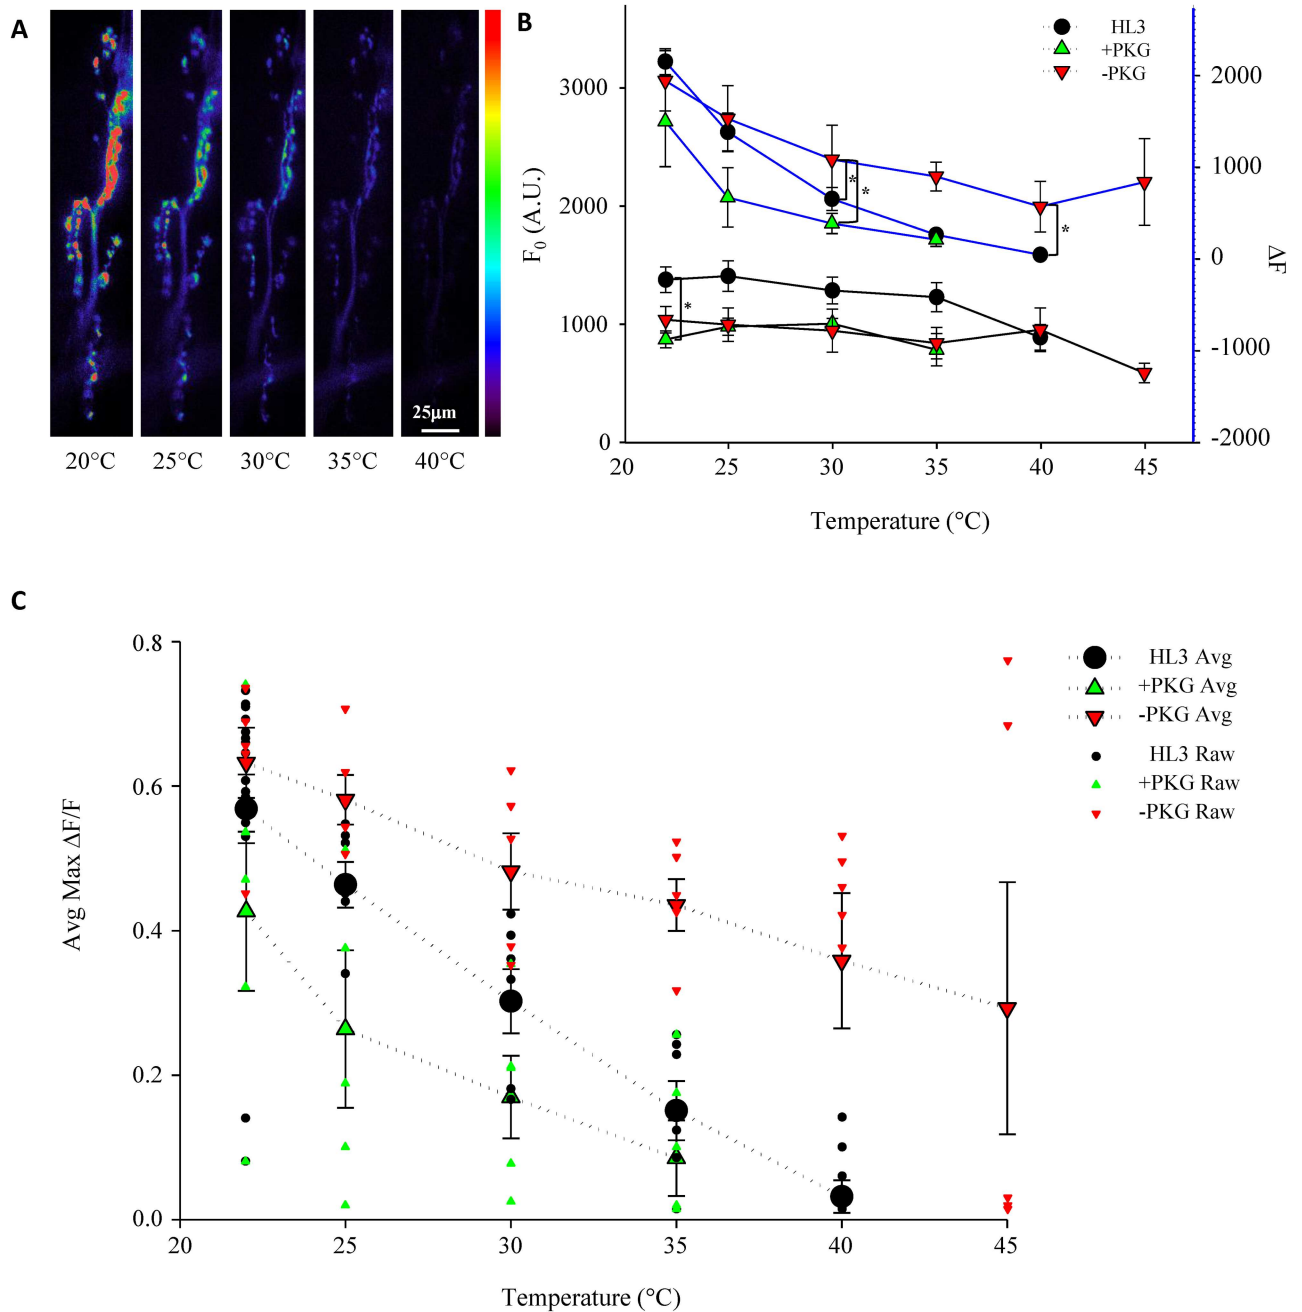 A
25µm
20°C 25°C 30°C 35°C 40°C
B
HL3
+PKG
-PKG
3000
2000
1000
0
F0 (A.U.)
2000
1000
0
-1000
-2000
ΔF
* *
*
*
20 25 30 35 40 45
Temperature (°C)
C
0.8
0.6
0.4
0.2
0.0
Avg Max ΔF/F
HL3 Avg
+PKG Avg
-PKG Avg
HL3 Raw
+PKG Raw
-PKG Raw
20 25 30 35 40 45
Temperature (°C)